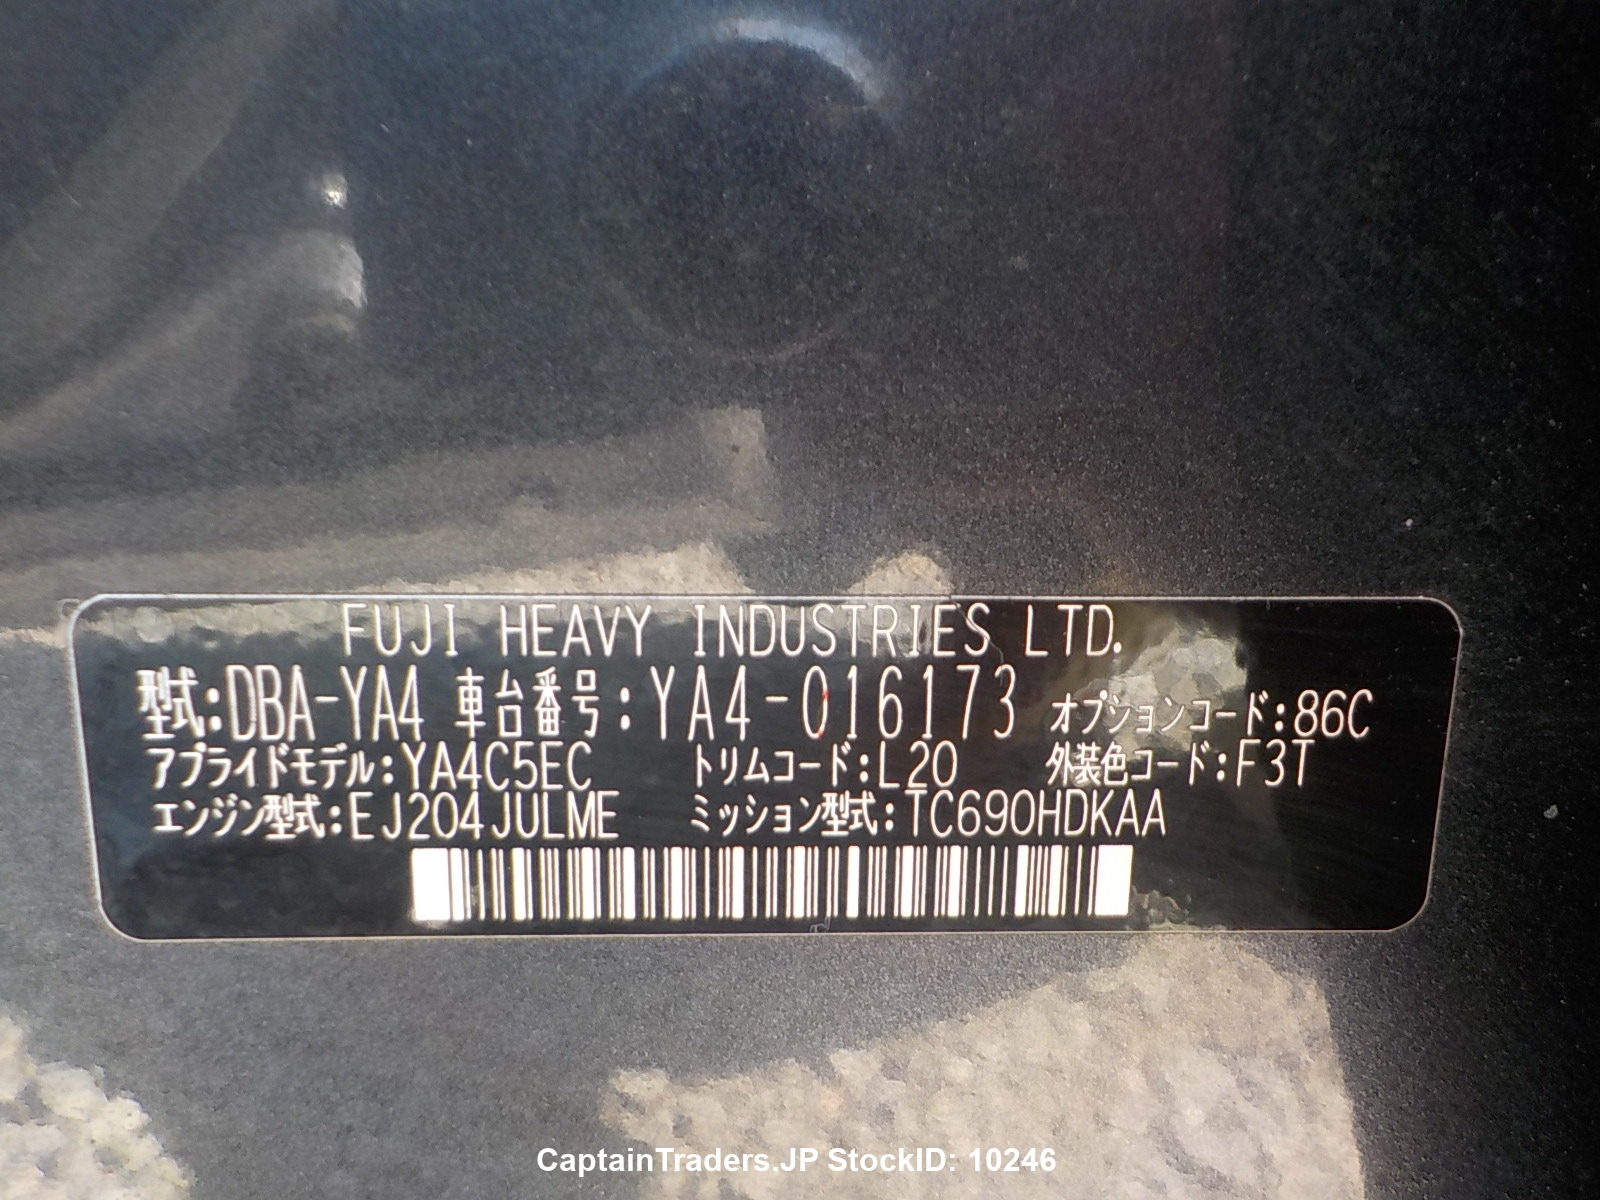 FUJI HEAVY INDUSTRIES LTD.
型式:DBA-YA4 車台番号:YA4-016173 オプションコード:86C
アプライドモデル:YA4C5EC トリムコード:L20 外装色コード:F3T
エンジン型式:EJ204JULME ミッション型式:TC690HDKAA
CaptainTraders.JP StockID: 10246